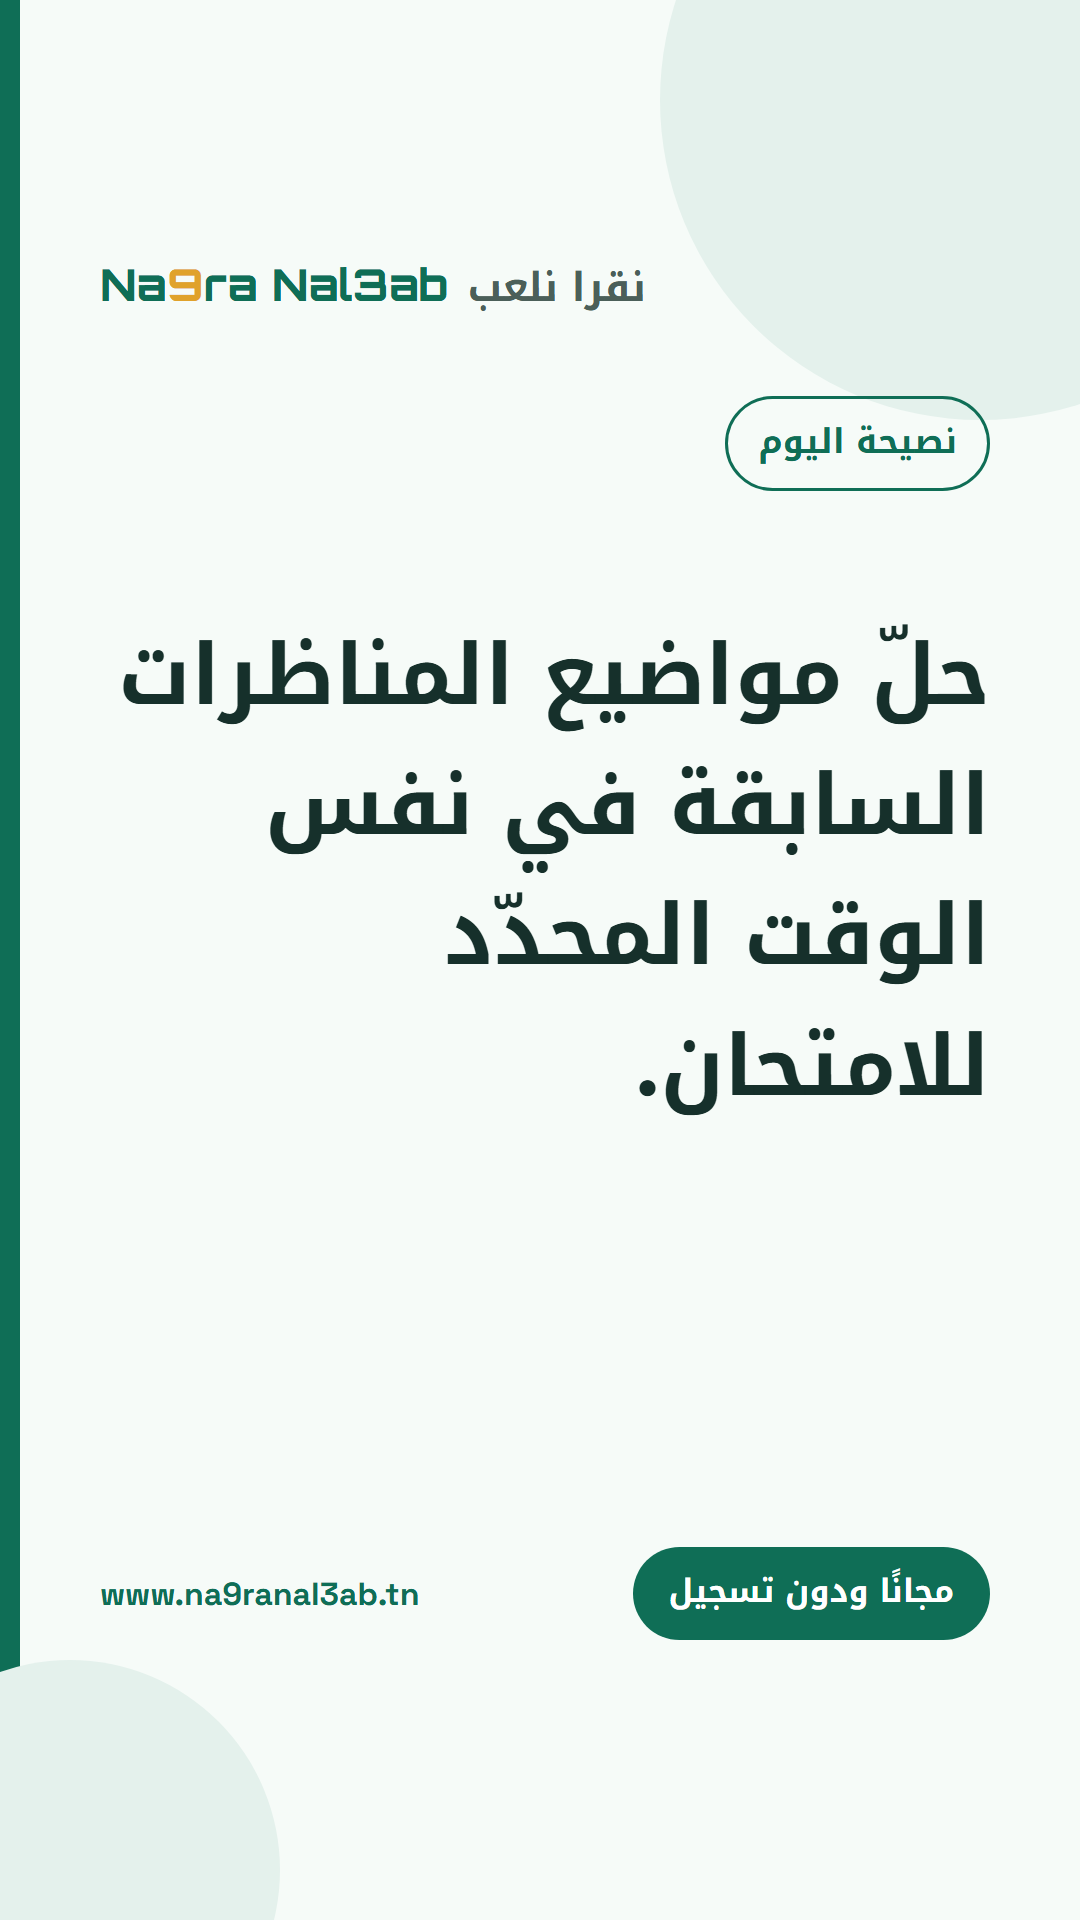 Na9ra Nal3ab نقرا نلعب
نصيحة اليوم
حلّ مواضيع المناظرات
السابقة في نفس
الوقت المحدّد
للامتحان.
www.na9ranal3ab.tn
مجانًا ودون تسجيل